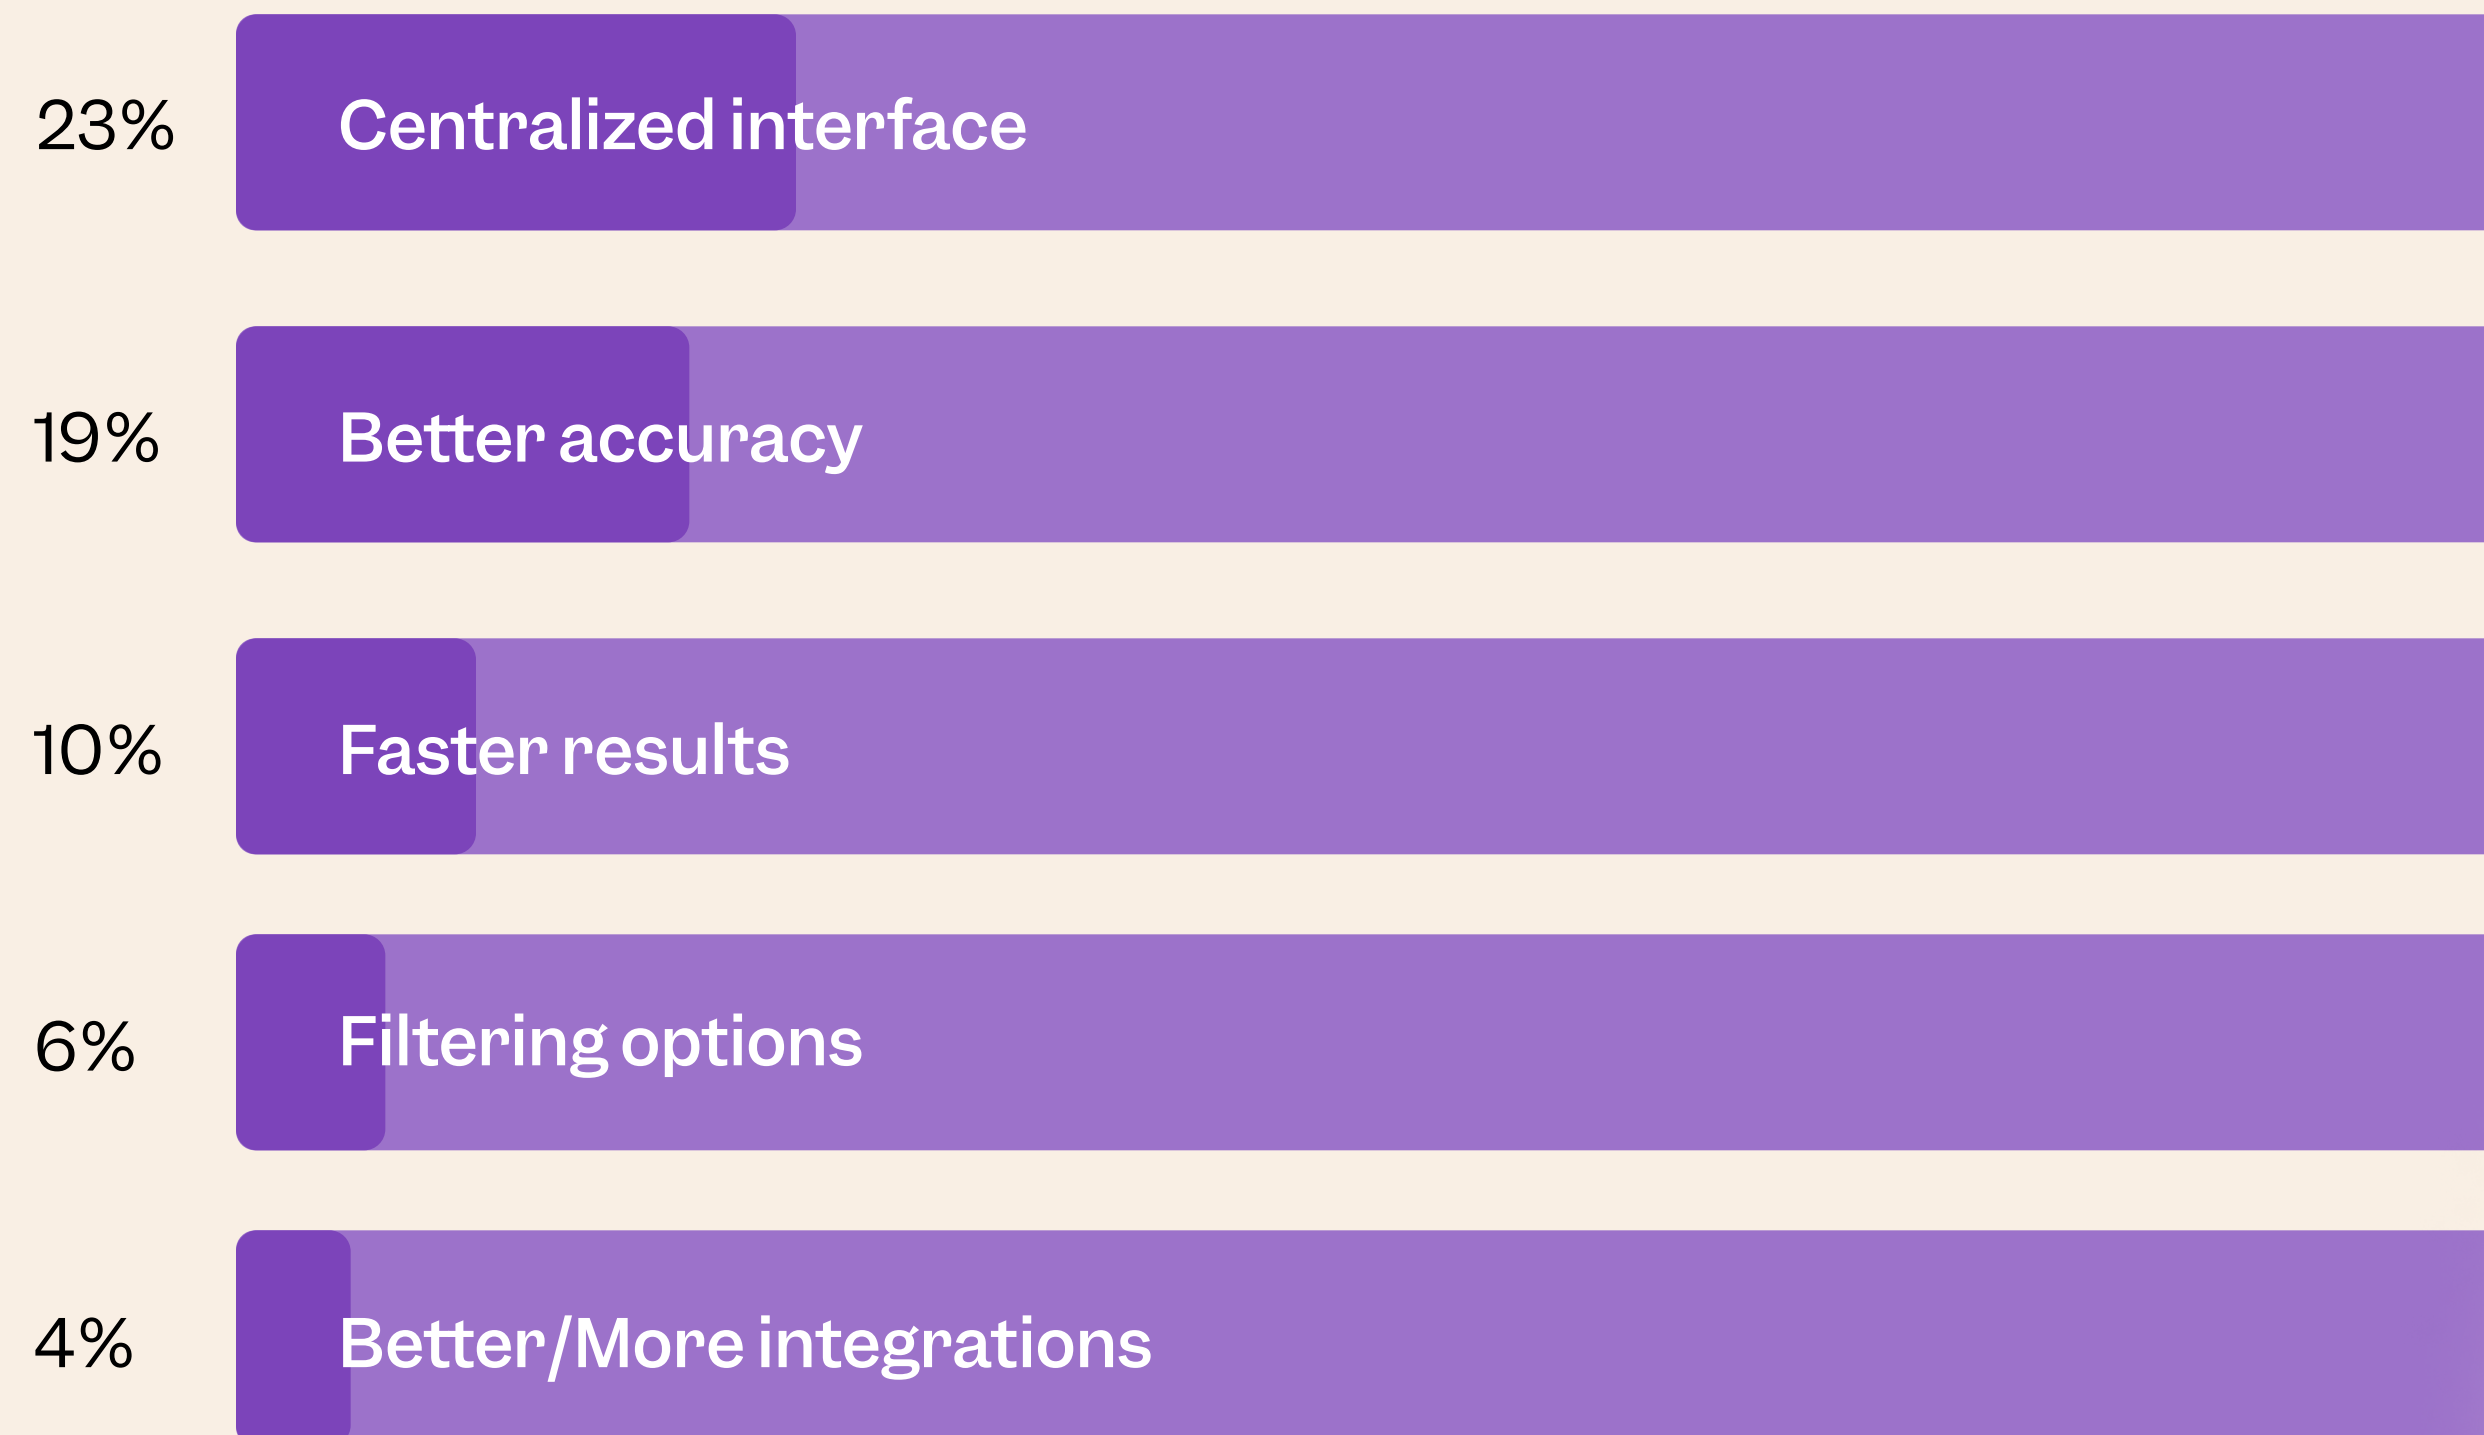 23% Centralized interface
19% Better accuracy
10% Faster results
6% Filtering options
4% Better/More integrations